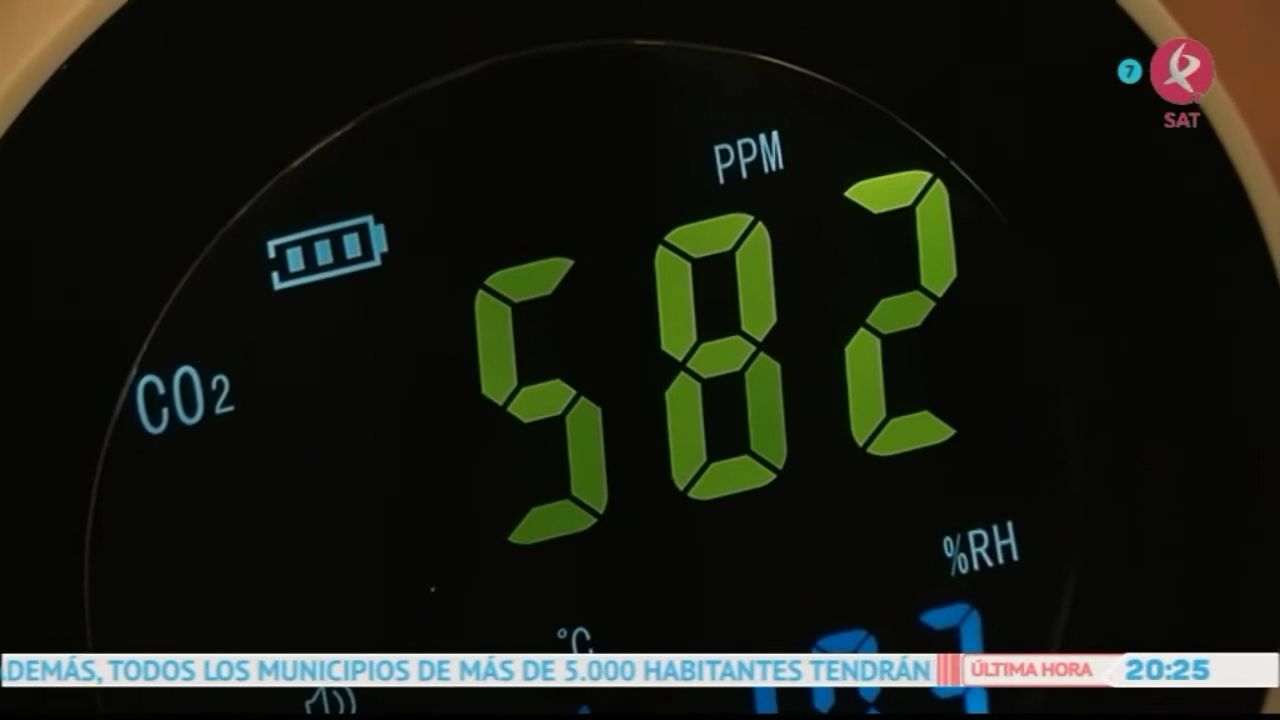 7
SAT
PPM
582
CO2
%RH
°C
DEMÁS, TODOS LOS MUNICIPIOS DE MÁS DE 5.000 HABITANTES TENDRÁN
ÚLTIMA HORA
20:25